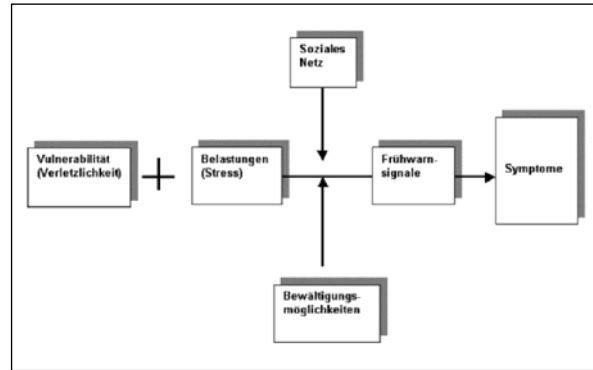 Soziales
Netz
Vulnerabilität
(Verletzlichkeit)
Belastungen
(Stress)
Frühwarn-
signale
Symptome
Bewältigungs-
möglichkeiten